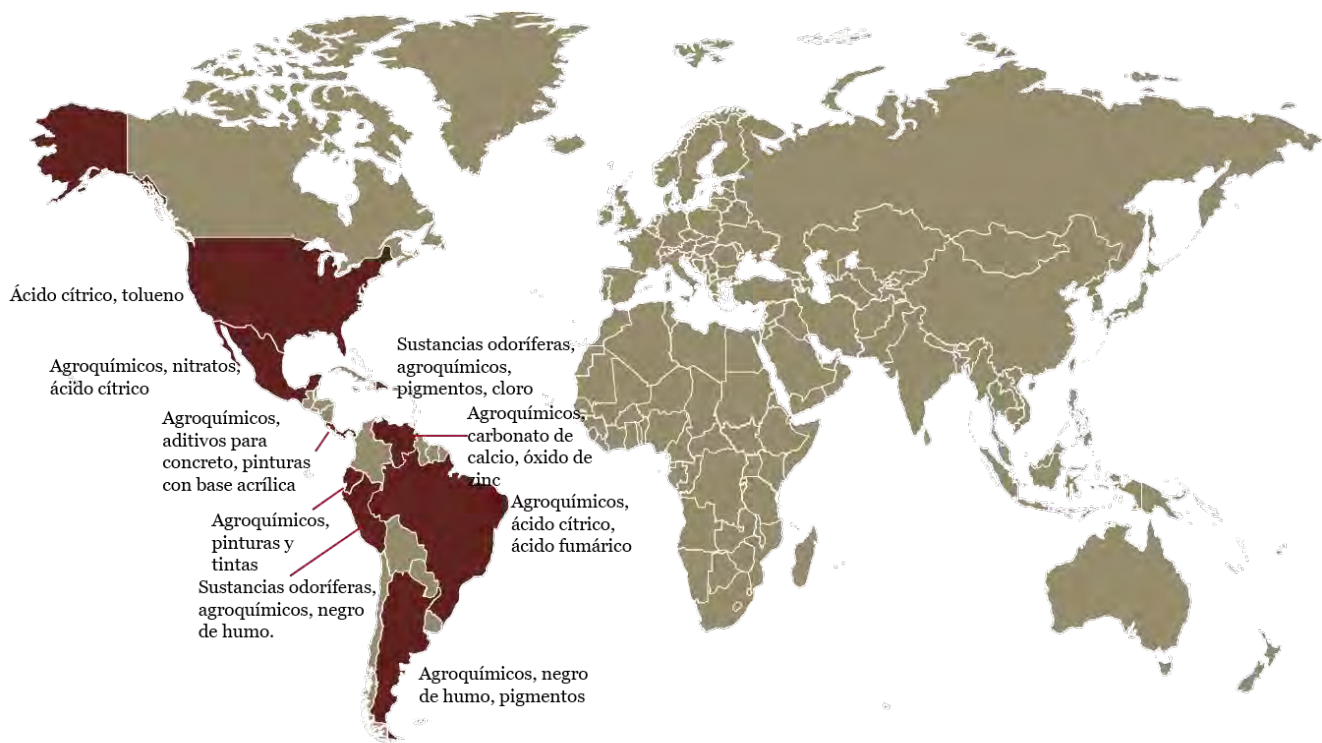 Ácido cítrico, tolueno
Agroquímicos, nitratos,
ácido cítrico
Sustancias odoríferas,
agroquímicos,
pigmentos, cloro
Agroquímicos,
aditivos para
concreto, pinturas
con base acrílica
Agroquímicos,
carbonato de
calcio, óxido de
zinc
Agroquímicos,
pinturas y
tintas
Agroquímicos,
ácido cítrico,
ácido fumárico
Sustancias odoríferas,
agroquímicos, negro
de humo.
Agroquímicos, negro
de humo, pigmentos